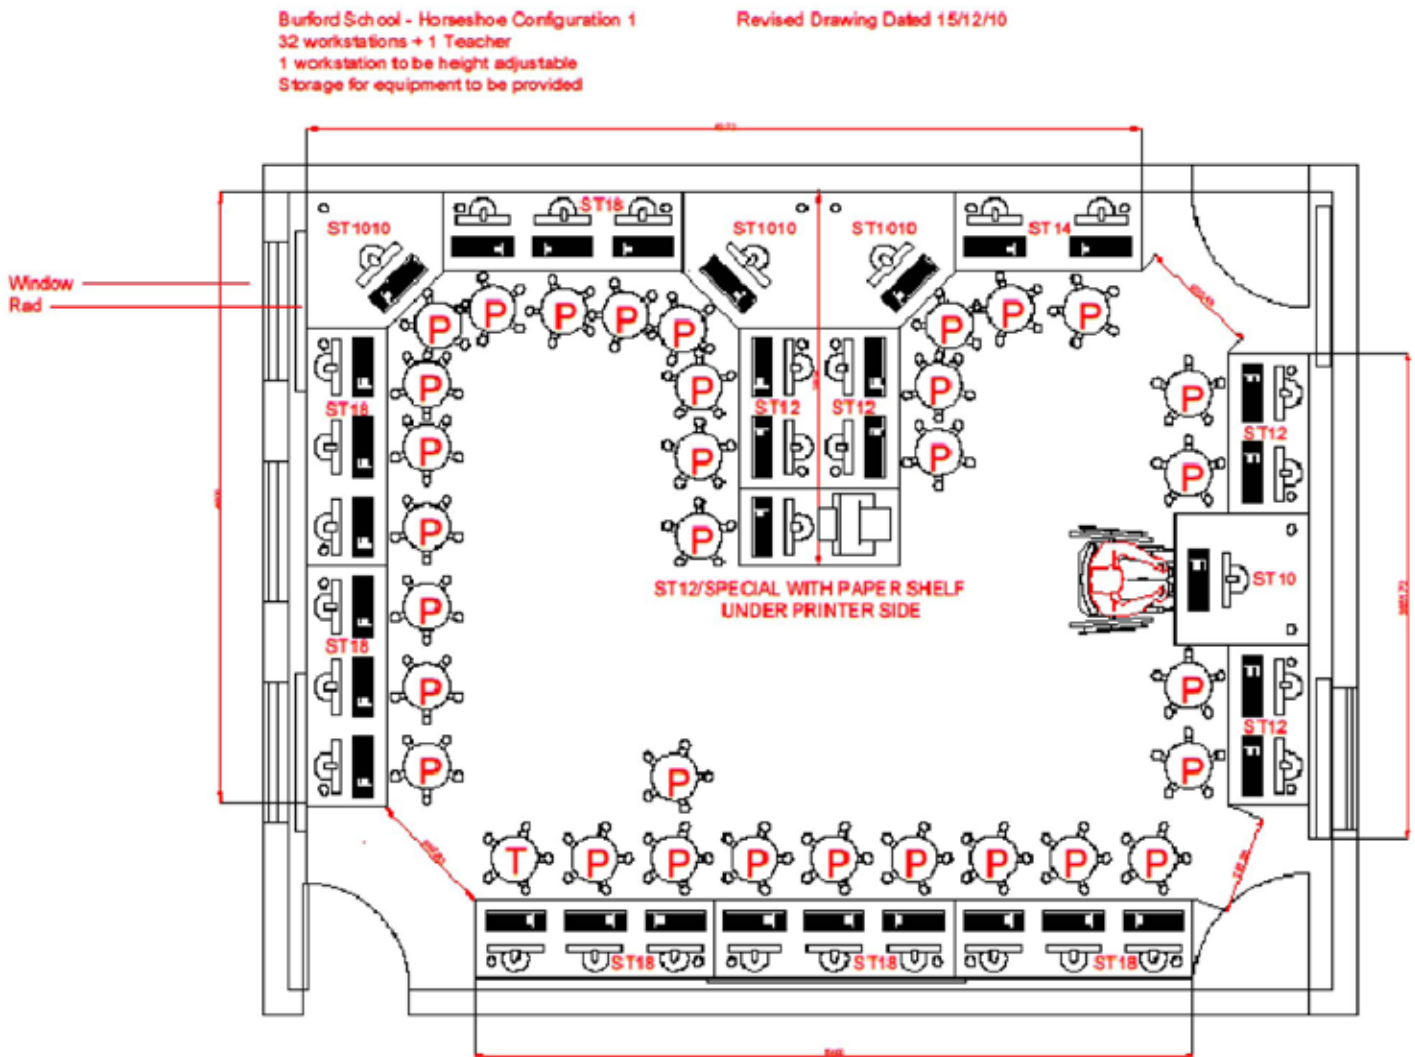 Burford School - Horseshoe Configuration 1
Revised Drawing Dated 15/12/10
32 workstations + 1 Teacher
1 workstation to be height adjustable
Storage for equipment to be provided
ST18
ST1010
ST1010
ST1010
ST14
Window
Rad
P
P
P
P
P
P
P
P
P
P
P
P
ST18
ST12
ST12
P
ST12
P
P
P
P
P
P
P
P
ST10
ST12/SPECIAL WITH PAPER SHELF
UNDER PRINTER SIDE
P
ST18
P
P
ST12
P
P
P
T
P
P
P
P
P
P
P
P
ST18
ST18
ST18